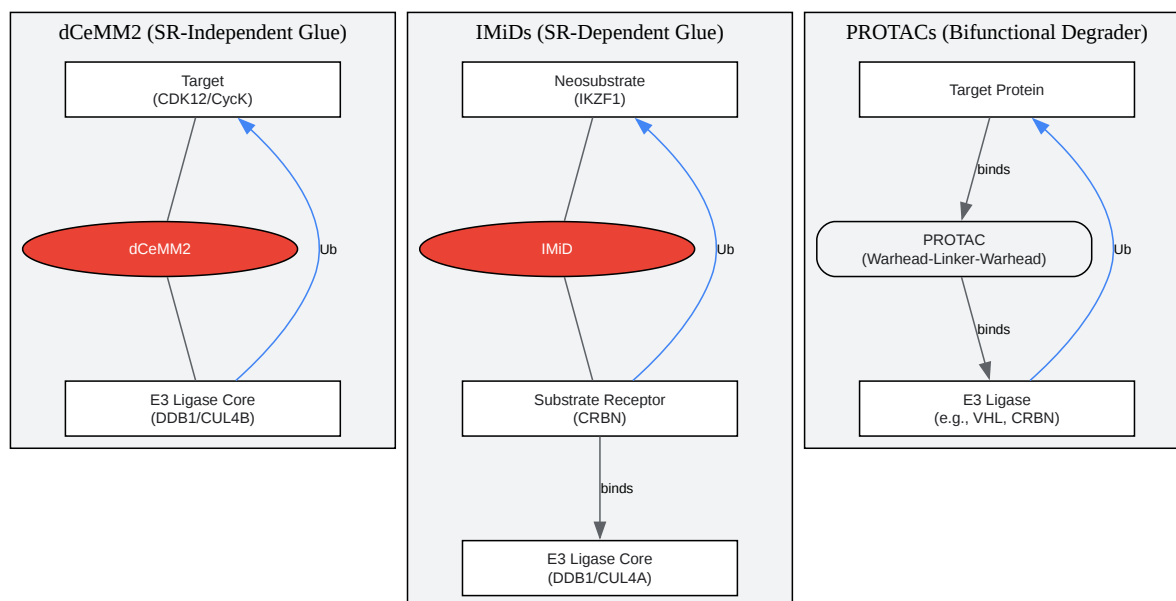 dCeMM2 (SR-Independent Glue)
Target
(CDK12/CycK)
dCeMM2
Ub
E3 Ligase Core
(DDB1/CUL4B)
IMiDs (SR-Dependent Glue)
Neosubstrate
(IKZF1)
IMiD
Ub
Substrate Receptor
(CRBN)
binds
E3 Ligase Core
(DDB1/CUL4A)
PROTACs (Bifunctional Degrader)
Target Protein
binds
PROTAC
(Warhead-Linker-Warhead)
Ub
binds
E3 Ligase
(e.g., VHL, CRBN)